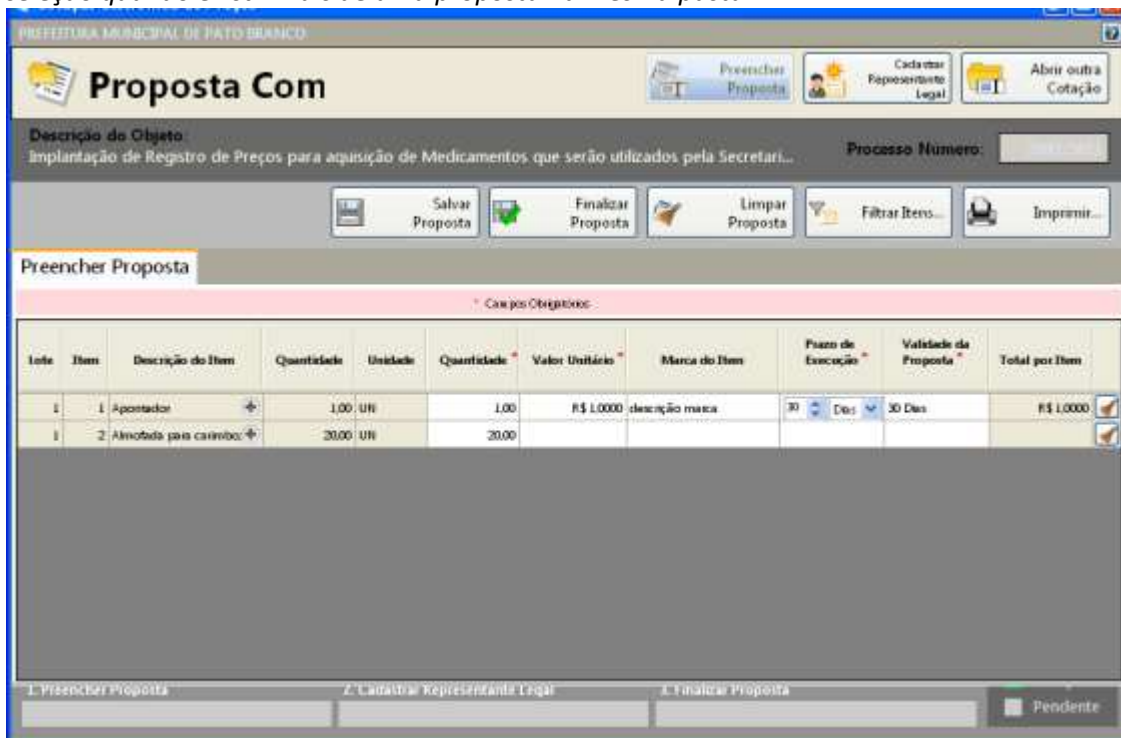 PREFEITURA MUNICIPAL DE PATO BRANCO
Proposta Com
Preencher
Proposta
Cadastrar
Representante
Legal
Abrir outra
Cotação
Descrição do Objeto:
Implantação de Registro de Preços para aquisição de Medicamentos que serão utilizados pela Secretari...
Processo Numero:
Salvar
Proposta
Finalizar
Proposta
Limpar
Proposta
Filtrar Itens...
Imprimir...
Preencher Proposta
* Campos Obrigatórios
Lote Item Descrição do Item Quantidade Unidade Quantidade * Valor Unitário * Marca do Item Prazo de Execução * Validade da Proposta * Total por Item
1 1 Apontador 1,00 UN 1,00 R$ 1,0000 descrição marca 30 Dias 30 Dias R$ 1,0000
1 2 Almofada para carimbo: 20,00 UN 20,00
1. Preencher Proposta 2. Cadastrar Representante Legal 3. Finalizar Proposta
Pendente